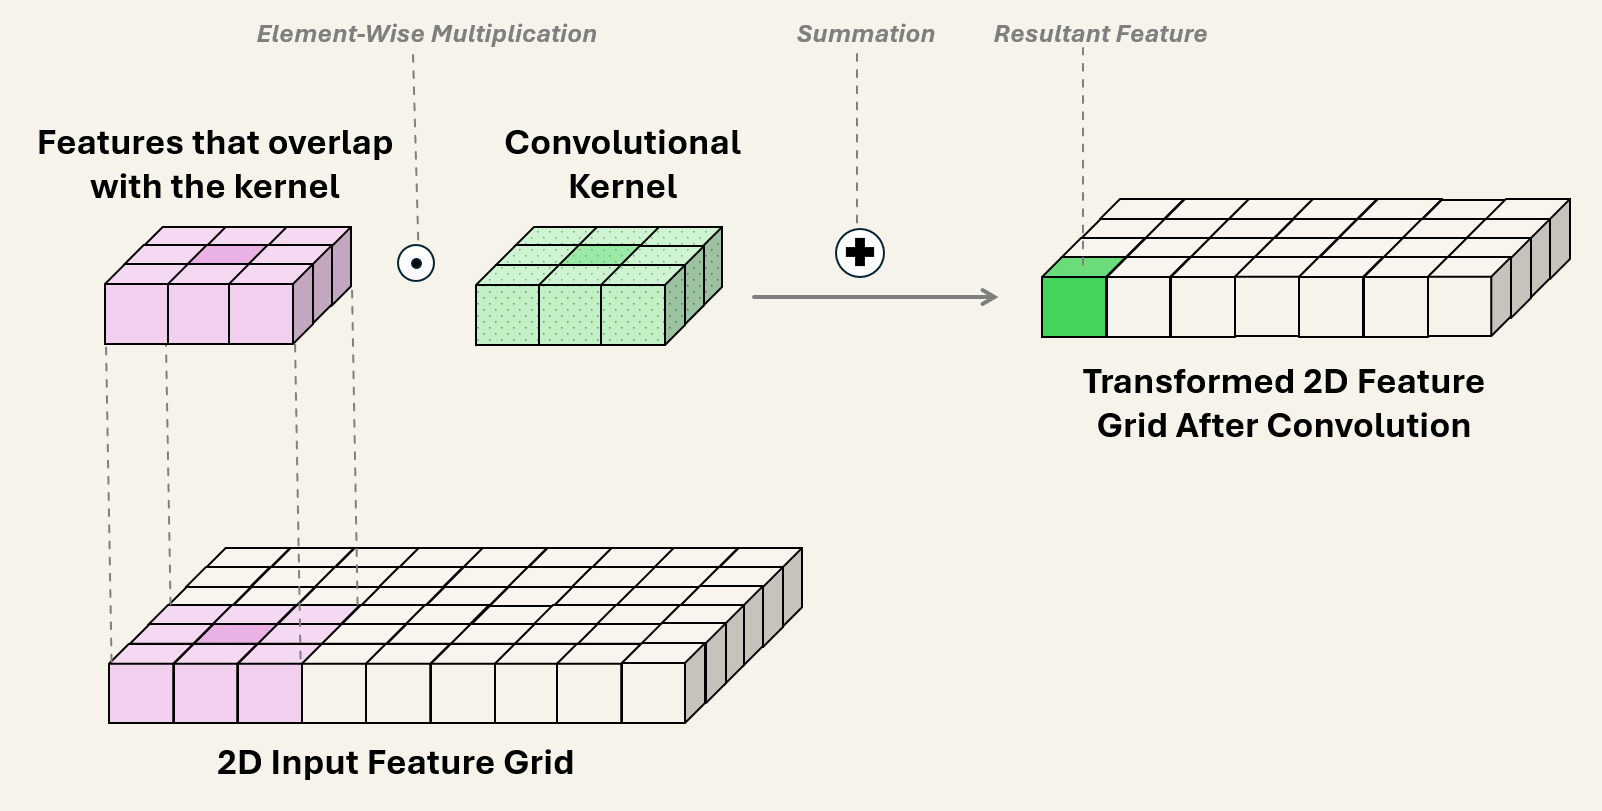 Element-Wise Multiplication
Summation
Resultant Feature
Features that overlap
with the kernel
Convolutional
Kernel
Transformed 2D Feature
Grid After Convolution
2D Input Feature Grid